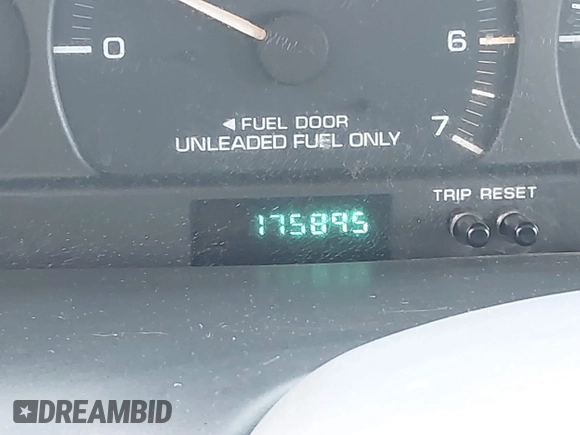 0
6
7
◄ FUEL DOOR
UNLEADED FUEL ONLY
TRIP RESET
175895
DREAMBID